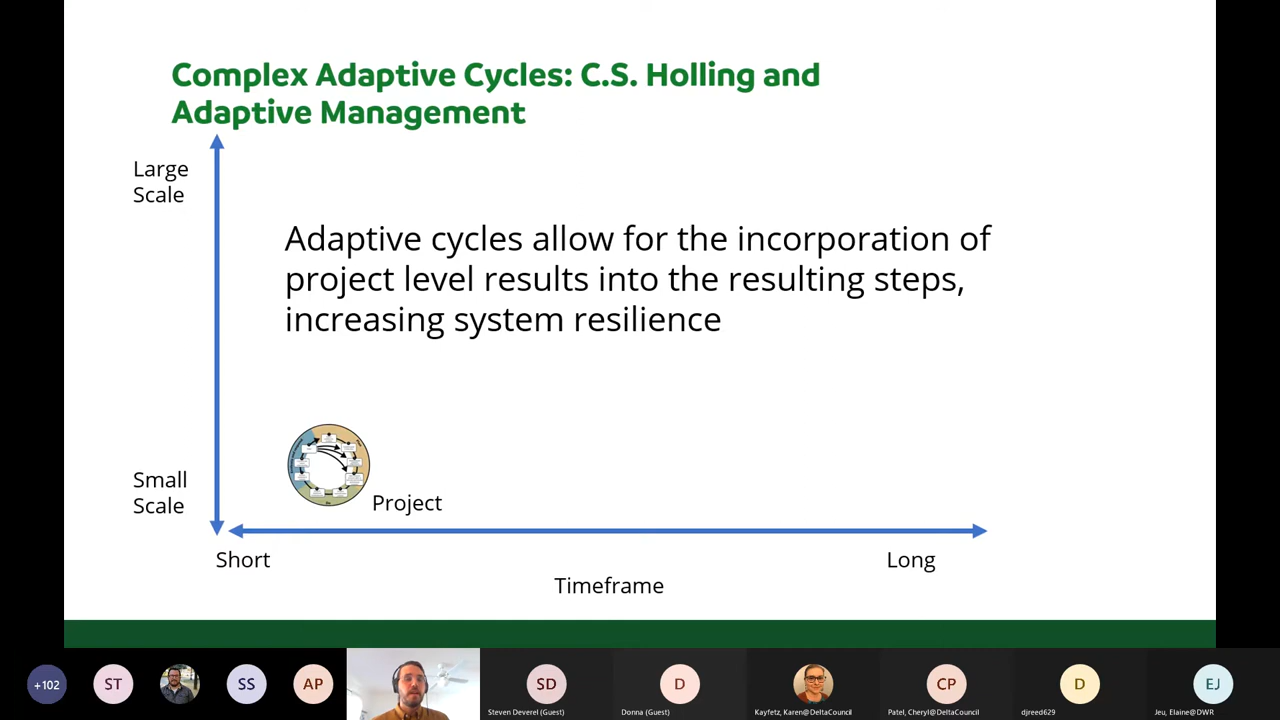 Complex Adaptive Cycles: C.S. Holling and
Adaptive Management
Large
Scale
Adaptive cycles allow for the incorporation of
project level results into the resulting steps,
increasing system resilience
Small
Scale
Project
Short
Long
Timeframe
+102
ST
SS
AP
SD
Steven Deverel (Guest)
D
Donna (Guest)
Kayfetz, Karen@DeltaCouncil
CP
Patel, Cheryl@DeltaCouncil
D
djreed629
EJ
Jeu, Elaine@DWR